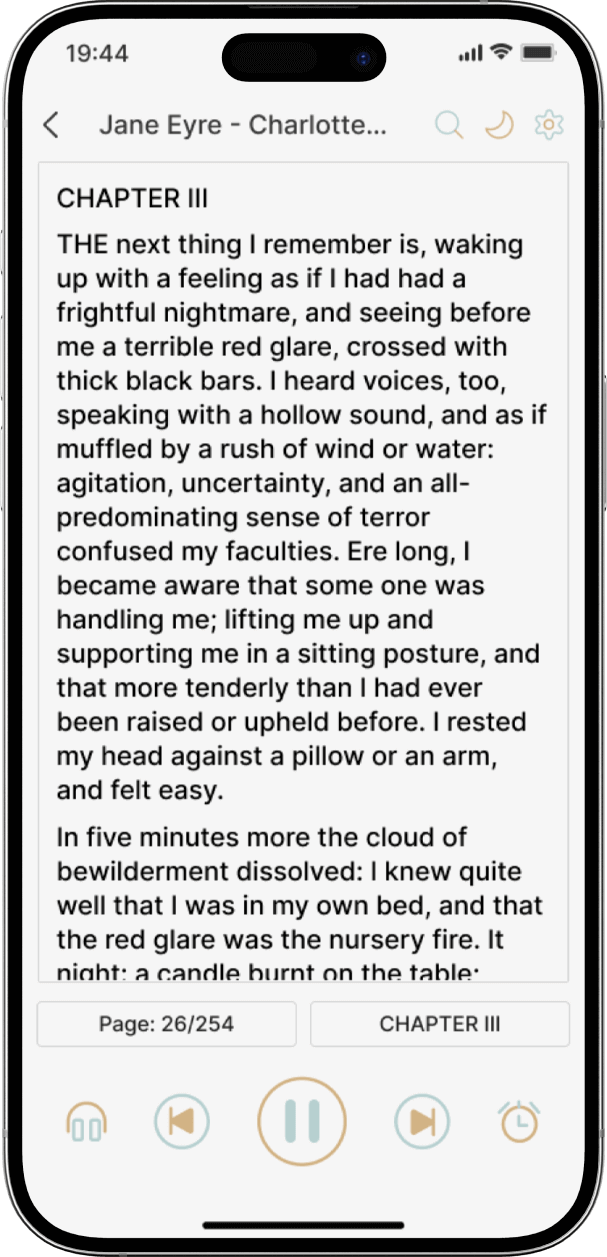 19:44
Jane Eyre - Charlotte...
CHAPTER III
THE next thing I remember is, waking
up with a feeling as if I had had a
frightful nightmare, and seeing before
me a terrible red glare, crossed with
thick black bars. I heard voices, too,
speaking with a hollow sound, and as if
muffled by a rush of wind or water:
agitation, uncertainty, and an all-
predominating sense of terror
confused my faculties. Ere long, I
became aware that some one was
handling me; lifting me up and
supporting me in a sitting posture, and
that more tenderly than I had ever
been raised or upheld before. I rested
my head against a pillow or an arm,
and felt easy.
In five minutes more the cloud of
bewilderment dissolved: I knew quite
well that I was in my own bed, and that
the red glare was the nursery fire. It
night: a candle burnt on the table;
Page: 26/254
CHAPTER III